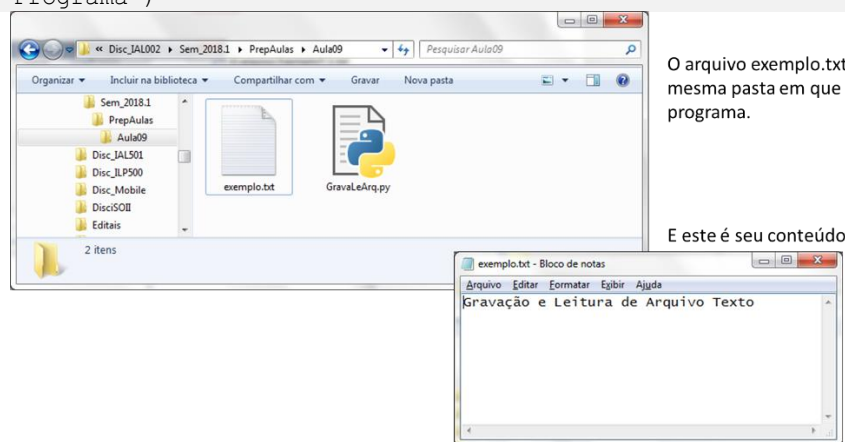 Programa")
« Disc_IAL002 ▸ Sem_2018.1 ▸ PrepAulas ▸ Aula09
Pesquisar Aula09
Organizar Incluir na biblioteca Compartilhar com Gravar Nova pasta
Sem_2018.1
PrepAulas
Aula09
Disc_IAL501
Disc_ILP500
Disc_Mobile
DisciSOII
Editais
exemplo.txt
GravaLeArq.py
2 itens
O arquivo exemplo.txt
mesma pasta em que
programa.
E este é seu conteúdo
exemplo.txt - Bloco de notas
Arquivo Editar Formatar Exibir Ajuda
Gravação e Leitura de Arquivo Texto